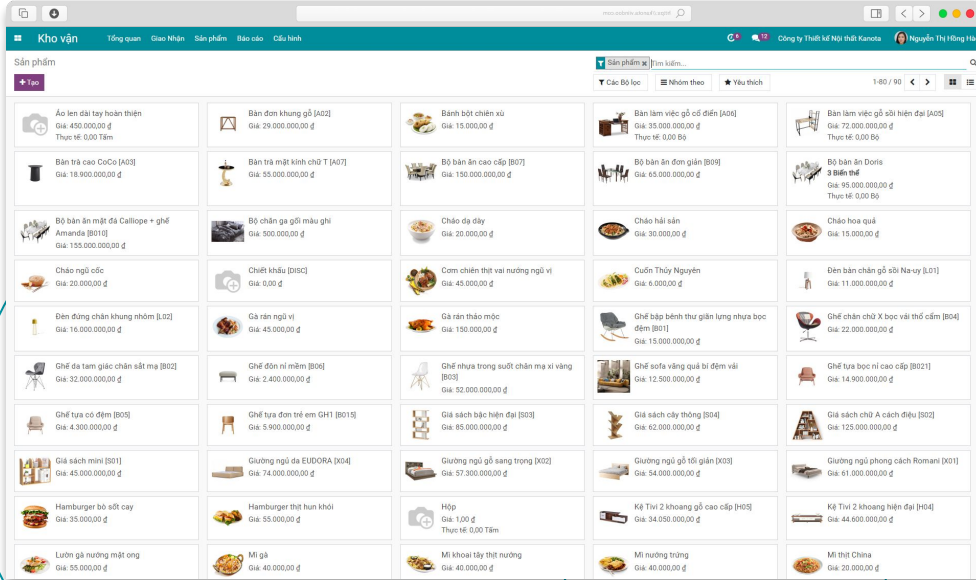 Kho vận Tổng quan Giao Nhận Sản phẩm Báo cáo Cấu hình 6 12 Công ty Thiết kế Nội thất Kanota Nguyễn Thị Hồng Hà
Sản phẩm
Sản phẩm x Tìm kiếm...
+ Tạo Các Bộ lọc Nhóm theo Yêu thích 1-80 / 90
Áo len dài tay hoàn thiện
Giá: 450.000,00 ₫
Thực tế: 0,00 Tấm
Bàn đơn khung gỗ [A02]
Giá: 29.000.000,00 ₫
Bánh bột chiên xù
Giá: 15.000,00 ₫
Bàn làm việc gỗ cổ điển [A06]
Giá: 35.000.000,00 ₫
Thực tế: 0,00 Bộ
Bàn làm việc gỗ sồi hiện đại [A05]
Giá: 72.000.000,00 ₫
Thực tế: 0,00 Bộ
Bàn trà cao CoCo [A03]
Giá: 18.900.000,00 ₫
Bàn trà mặt kính chữ T [A07]
Giá: 55.000.000,00 ₫
Bộ bàn ăn cao cấp [B07]
Giá: 150.000.000,00 ₫
Bộ bàn ăn đơn giản [B09]
Giá: 65.000.000,00 ₫
Bộ bàn ăn Doris
3 Biến thể
Giá: 95.000.000,00 ₫
Thực tế: 0,00 Bộ
Bộ bàn ăn mặt đá Calliope + ghế
Amanda [B010]
Giá: 155.000.000,00 ₫
Bộ chăn ga gối màu ghi
Giá: 500.000,00 ₫
Cháo dạ dày
Giá: 20.000,00 ₫
Cháo hải sản
Giá: 30.000,00 ₫
Cháo hoa quả
Giá: 15.000,00 ₫
Cháo ngũ cốc
Giá: 20.000,00 ₫
Chiết khấu [DISC]
Giá: 0,00 ₫
Cơm chiên thịt vai nướng ngũ vị
Giá: 45.000,00 ₫
Cuốn Thủy Nguyên
Giá: 6.000,00 ₫
Đèn bàn chân gỗ sồi Na-uy [L01]
Giá: 11.000.000,00 ₫
Đèn đứng chân khung nhôm [L02]
Giá: 16.000.000,00 ₫
Gà rán ngũ vị
Giá: 45.000,00 ₫
Gà rán thảo mộc
Giá: 150.000,00 ₫
Ghế bập bênh thư giãn lưng nhựa bọc
đệm [B01]
Giá: 15.000.000,00 ₫
Ghế chân chữ X bọc vải thổ cẩm [B04]
Giá: 22.000.000,00 ₫
Ghế da tam giác chân sắt mạ [B02]
Giá: 32.000.000,00 ₫
Ghế đôn nỉ mềm [B06]
Giá: 2.400.000,00 ₫
Ghế nhựa trong suốt chân mạ xi vàng
[B03]
Giá: 52.000.000,00 ₫
Ghế sofa văng quả bí đệm vải
Giá: 12.500.000,00 ₫
Ghế tựa bọc nỉ cao cấp [B021]
Giá: 14.900.000,00 ₫
Ghế tựa có đệm [B05]
Giá: 4.300.000,00 ₫
Ghế tựa đơn trẻ em GH1 [B015]
Giá: 5.900.000,00 ₫
Giá sách bậc hiện đại [S03]
Giá: 85.000.000,00 ₫
Giá sách cây thông [S04]
Giá: 62.000.000,00 ₫
Giá sách chữ A cách điệu [S02]
Giá: 125.000.000,00 ₫
Giá sách mini [S01]
Giá: 45.000.000,00 ₫
Giường ngủ da EUDORA [X04]
Giá: 74.000.000,00 ₫
Giường ngủ gỗ sang trọng [X02]
Giá: 57.300.000,00 ₫
Giường ngủ gỗ tối giản [X03]
Giá: 54.000.000,00 ₫
Giường ngủ phong cách Romani [X01]
Giá: 61.000.000,00 ₫
Hamburger bò sốt cay
Giá: 35.000,00 ₫
Hamburger thịt hun khói
Giá: 55.000,00 ₫
Hộp
Giá: 1,00 ₫
Thực tế: 0,00 Tấm
Kệ Tivi 2 khoang gỗ cao cấp [H05]
Giá: 34.050.000,00 ₫
Kệ Tivi 2 khoang hiện đại [H04]
Giá: 44.600.000,00 ₫
Lườn gà nướng mật ong
Giá: 55.000,00 ₫
Mì gà
Giá: 40.000,00 ₫
Mì khoai tây thịt nướng
Giá: 40.000,00 ₫
Mì nướng trứng
Giá: 40.000,00 ₫
Mì thịt China
Giá: 20.000,00 ₫